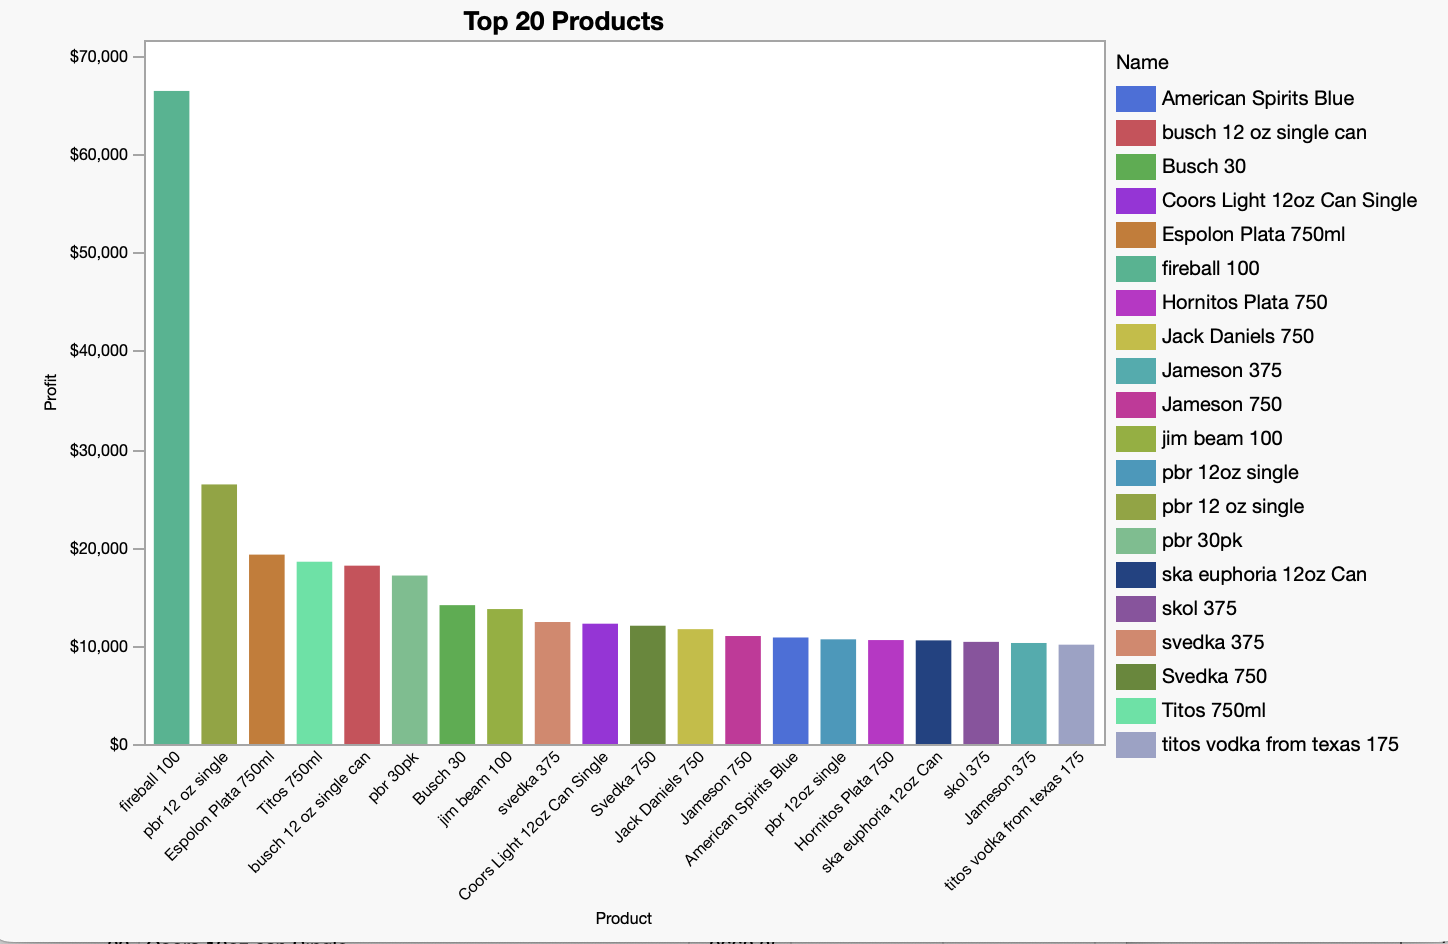 Top 20 Products
$70,000
$60,000
$50,000
$40,000
$30,000
$20,000
$10,000
$0
Profit
fireball 100
pbr 12 oz single
Espolon Plata 750ml
Titos 750ml
busch 12 oz single can
pbr 30pk
Busch 30
jim beam 100
svedka 375
Coors Light 12oz Can Single
Svedka 750
Jack Daniels 750
Jameson 750
American Spirits Blue
pbr 12oz single
Hornitos Plata 750
ska euphoria 12oz Can
skol 375
Jameson 375
titos vodka from texas 175
Product
Name
American Spirits Blue
busch 12 oz single can
Busch 30
Coors Light 12oz Can Single
Espolon Plata 750ml
fireball 100
Hornitos Plata 750
Jack Daniels 750
Jameson 375
Jameson 750
jim beam 100
pbr 12oz single
pbr 12 oz single
pbr 30pk
ska euphoria 12oz Can
skol 375
svedka 375
Svedka 750
Titos 750ml
titos vodka from texas 175